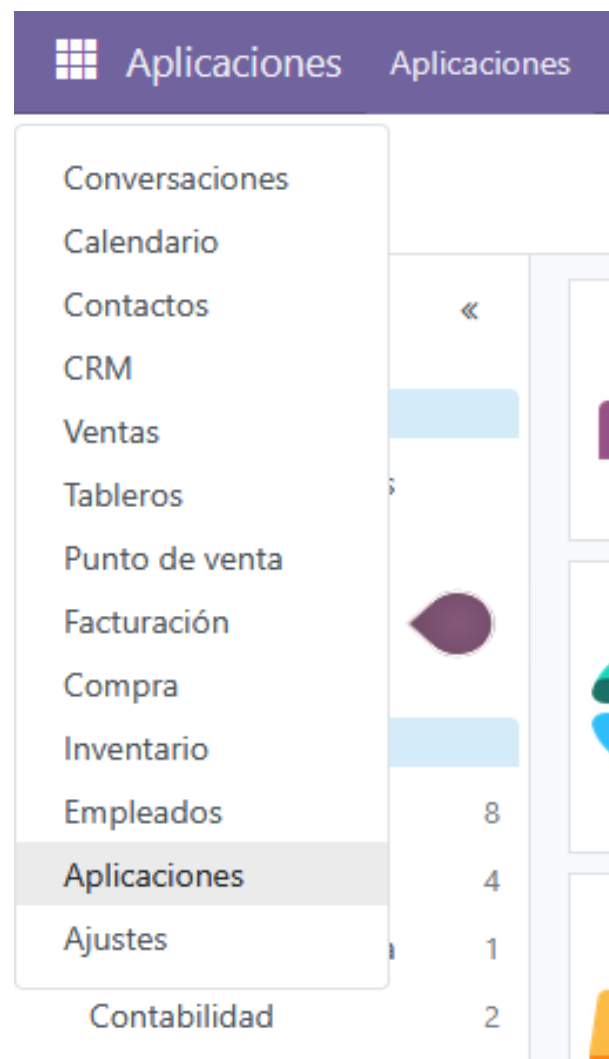 Aplicaciones Aplicaciones
Conversaciones
Calendario
Contactos
«
CRM
Ventas
Tableros
s
Punto de venta
Facturación
Compra
Inventario
Empleados 8
Aplicaciones 4
Ajustes 1
Contabilidad 2